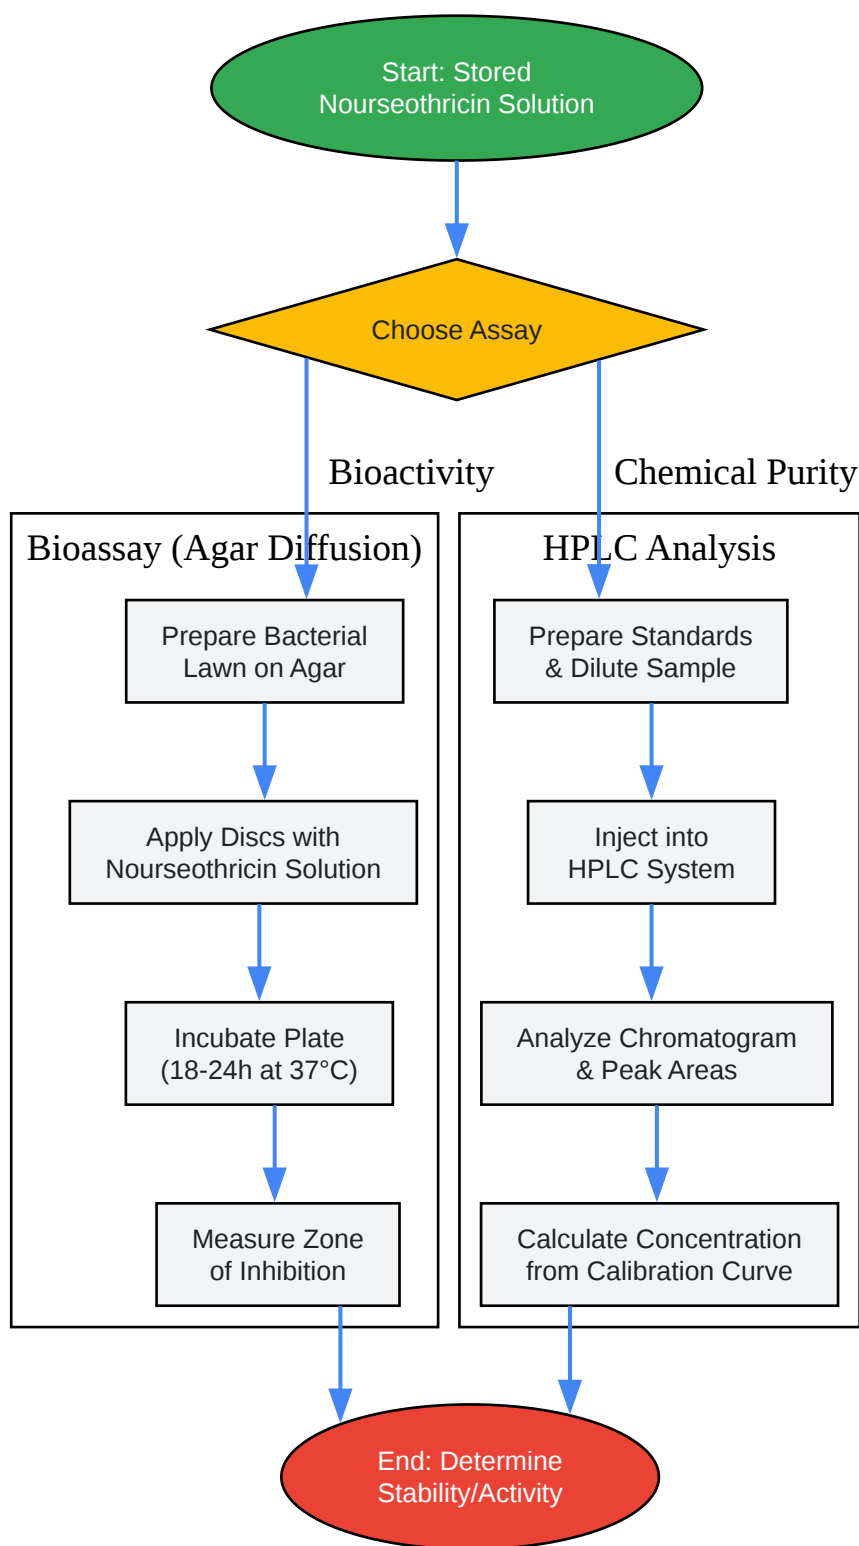 Start: Stored
Nourseothricin Solution
Choose Assay
Bioactivity
Chemical Purity
Bioassay (Agar Diffusion)
Prepare Bacterial
Lawn on Agar
Apply Discs with
Nourseothricin Solution
Incubate Plate
(18-24h at 37°C)
Measure Zone
of Inhibition
HPLC Analysis
Prepare Standards
& Dilute Sample
Inject into
HPLC System
Analyze Chromatogram
& Peak Areas
Calculate Concentration
from Calibration Curve
End: Determine
Stability/Activity